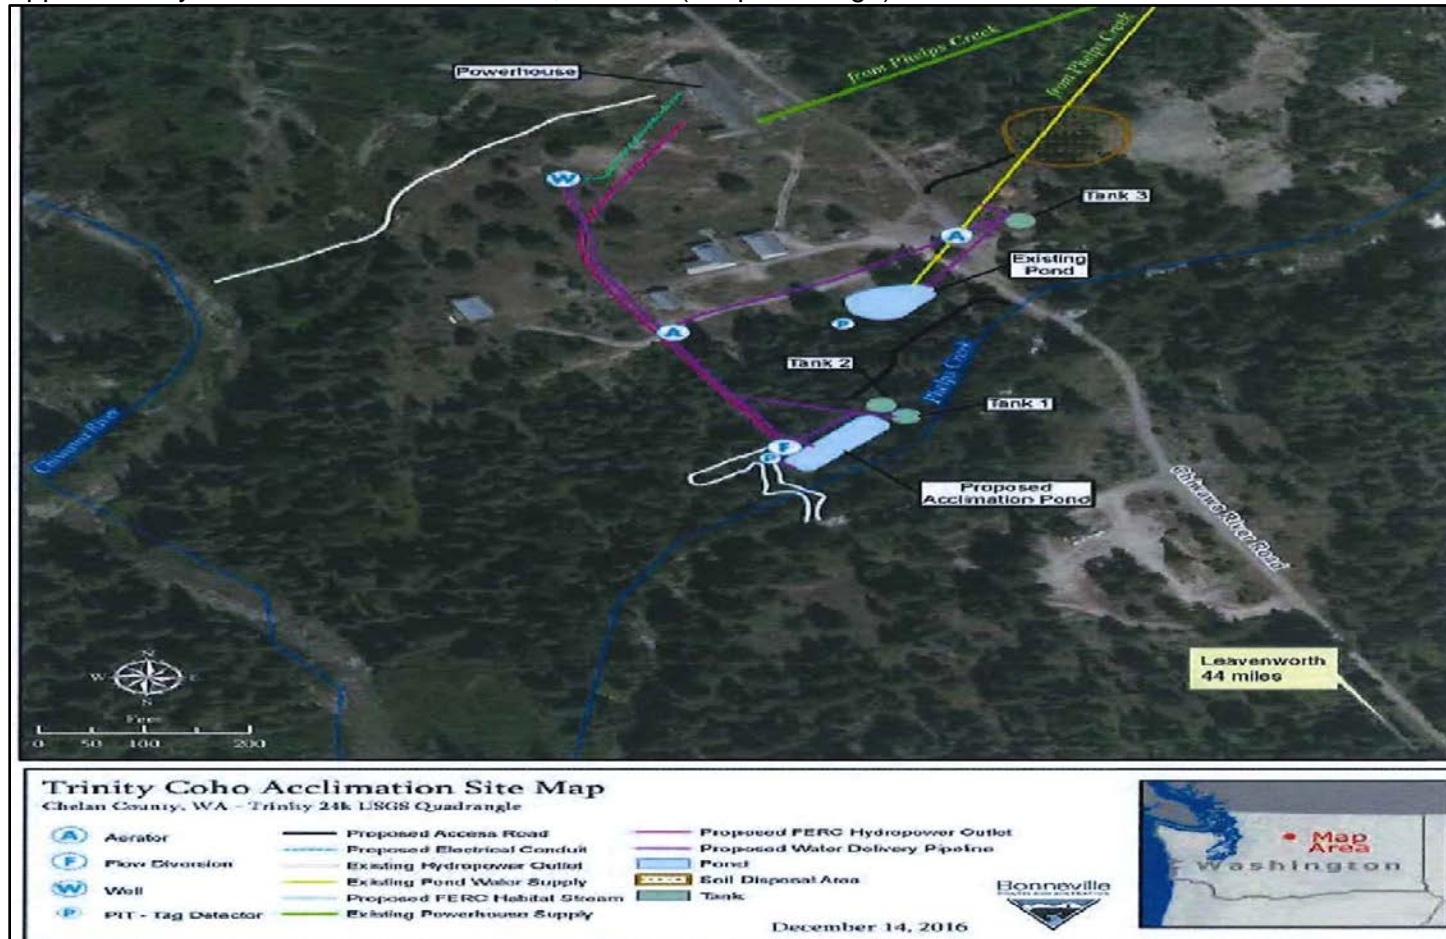 Powerhouse
from Phelps Creek
from Phelps Creek
W
Tank 3
A
Existing
Pond
P
A
Tank 2
Phelps Creek
Tank 1
Chiwawa River
F
P
Proposed
Acclimation Pond
Chiwawa River Road
Leavenworth
44 miles
N
W E
N
Feet
0 50 100 200
Trinity Coho Acclimation Site Map
Chelan County, WA - Trinity 24k USGS Quadrangle
A Aerator
F Flow Diversion
W Well
P PIT - Tag Detector
Proposed Access Road
Proposed Electrical Conduit
Existing Hydropower Outlet
Existing Pond Water Supply
Proposed FERC Habitat Stream
Existing Powerhouse Supply
Proposed FERC Hydropower Outlet
Proposed Water Delivery Pipeline
Pond
Soil Disposal Area
Tank
Bonneville
December 14, 2016
Map
Area
Washington